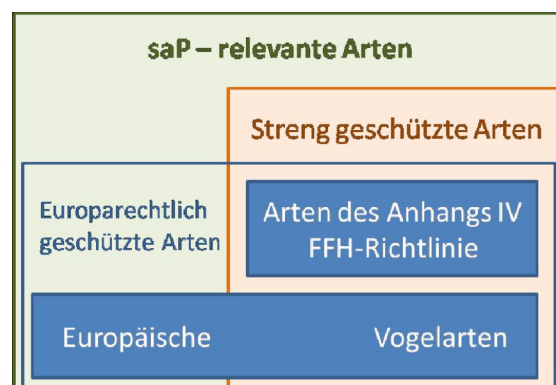 saP – relevante Arten
Streng geschützte Arten
Europarechtlich
geschützte Arten
Arten des Anhangs IV
FFH-Richtlinie
Europäische Vogelarten